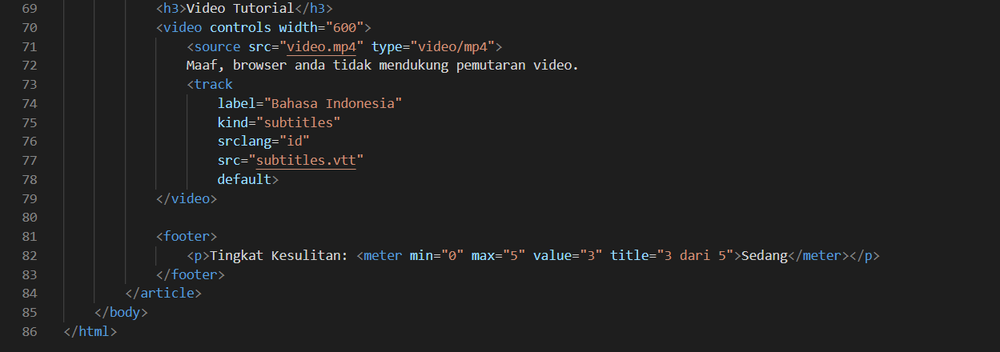 69 <h3>Video Tutorial</h3>
70 <video controls width="600">
71 <source src="video.mp4" type="video/mp4">
72 Maaf, browser anda tidak mendukung pemutaran video.
73 <track
74 label="Bahasa Indonesia"
75 kind="subtitles"
76 srclang="id"
77 src="subtitles.vtt"
78 default>
79 </video>
80
81 <footer>
82 <p>Tingkat Kesulitan: <meter min="0" max="5" value="3" title="3 dari 5">Sedang</meter></p>
83 </footer>
84 </article>
85 </body>
86 </html>